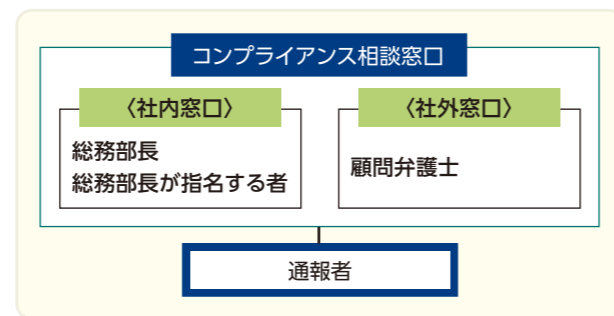 コンプライアンス相談窓口
〈社内窓口〉
総務部長
総務部長が指名する者
〈社外窓口〉
顧問弁護士
通報者